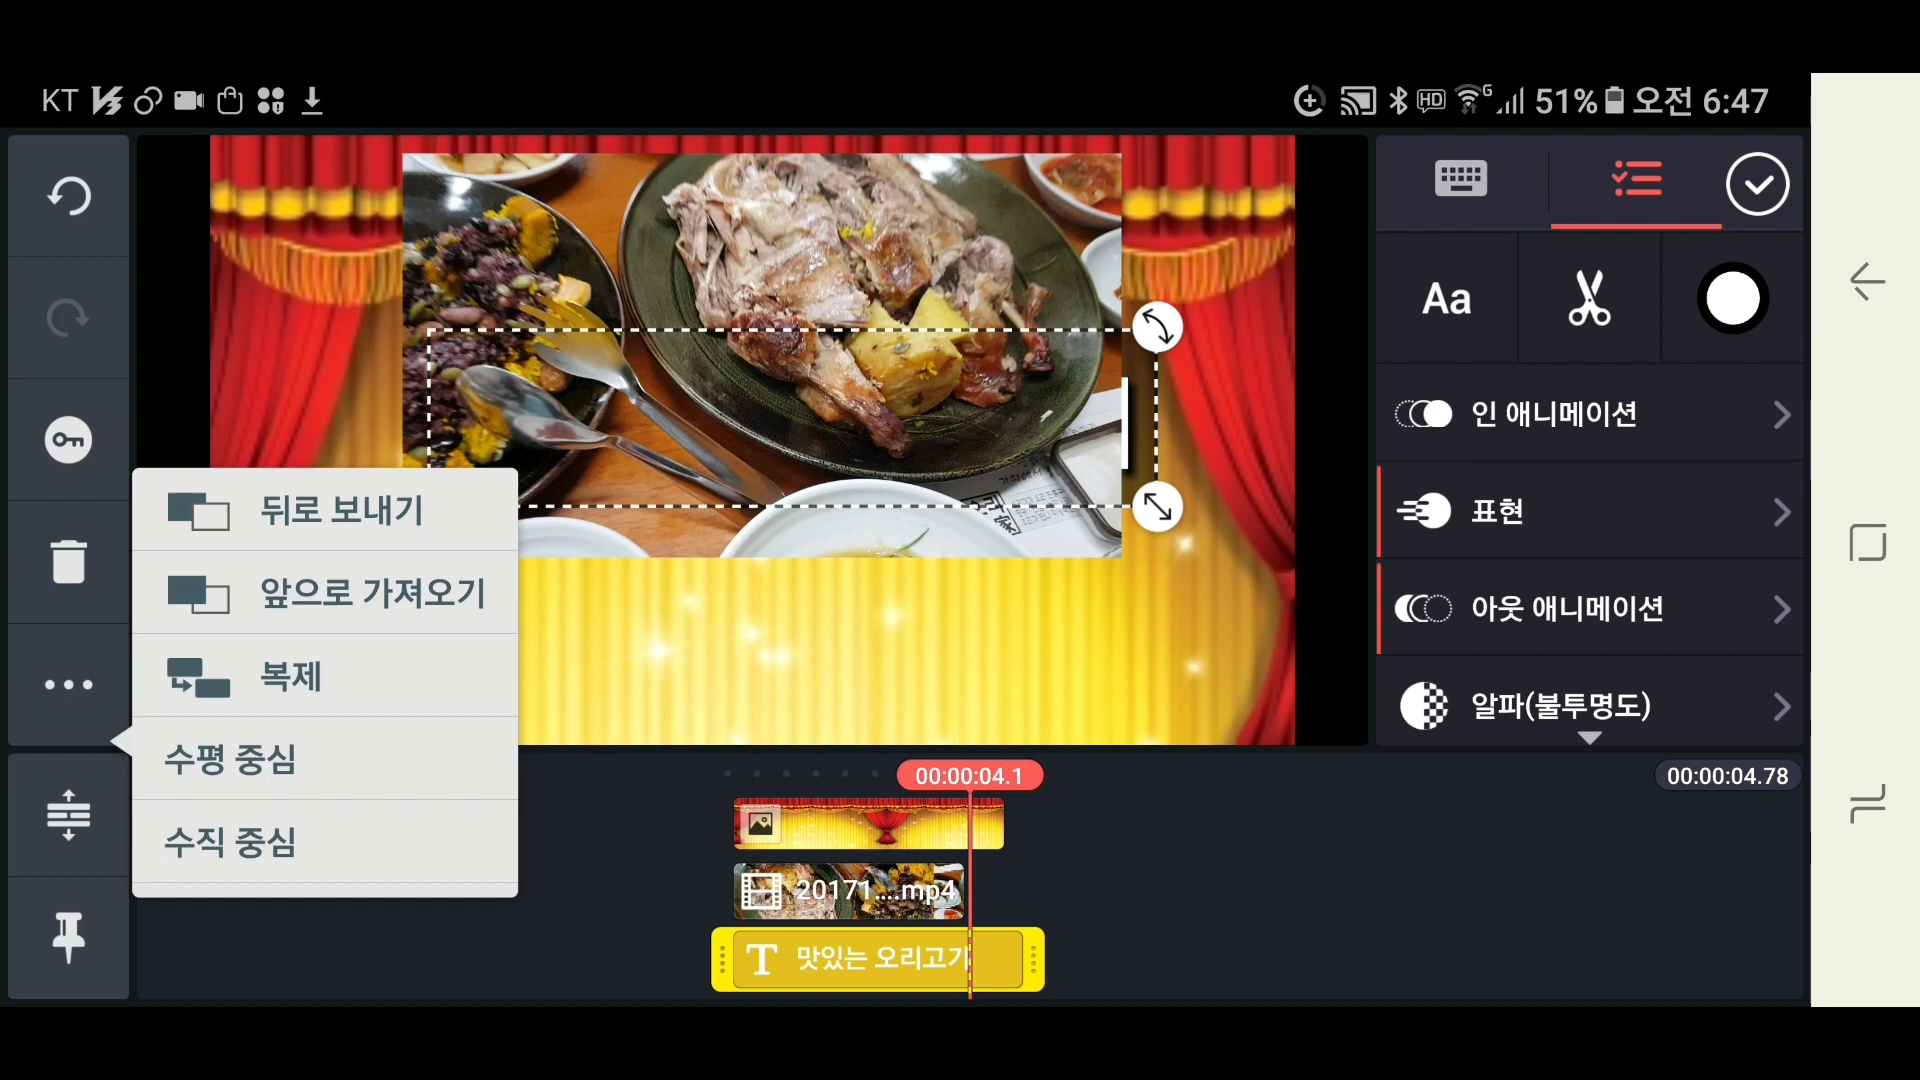 KT
HD
G
51%
오전 6:47
Aa
인 애니메이션
표현
아웃 애니메이션
알파(불투명도)
뒤로 보내기
앞으로 가져오기
복제
수평 중심
수직 중심
00:00:04.1
00:00:04.78
20171....mp4
T 맛있는 오리고기